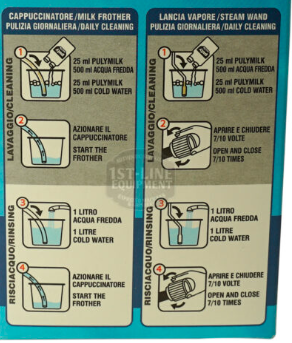 CAPPUCCINATORE/MILK FROTHER
PULIZIA GIORNALIERA/DAILY CLEANING
LAVAGGIO/CLEANING
1
25 ml PULYMILK
500 ml ACQUA FREDDA
25 ml PULYMILK
500 ml COLD WATER
2
AZIONARE IL
CAPPUCCINATORE
START THE
FROTHER
RISCIACQUO/RINSING
3
1 LITRO
ACQUA FREDDA
1 LITRE
COLD WATER
4
AZIONARE IL
CAPPUCCINATORE
START THE
FROTHER
LANCIA VAPORE/STEAM WAND
PULIZIA GIORNALIERA/DAILY CLEANING
LAVAGGIO/CLEANING
1
25 ml PULYMILK
500 ml ACQUA FREDDA
25 ml PULYMILK
500 ml COLD WATER
2
APRIRE E CHIUDERE
7/10 VOLTE
OPEN AND CLOSE
7/10 TIMES
RISCIACQUO/RINSING
3
1 LITRO
ACQUA FREDDA
1 LITRE
COLD WATER
4
APRIRE E CHIUDERE
7/10 VOLTE
OPEN AND CLOSE
7/10 TIMES
1ST-LINE
EQUIPMENT